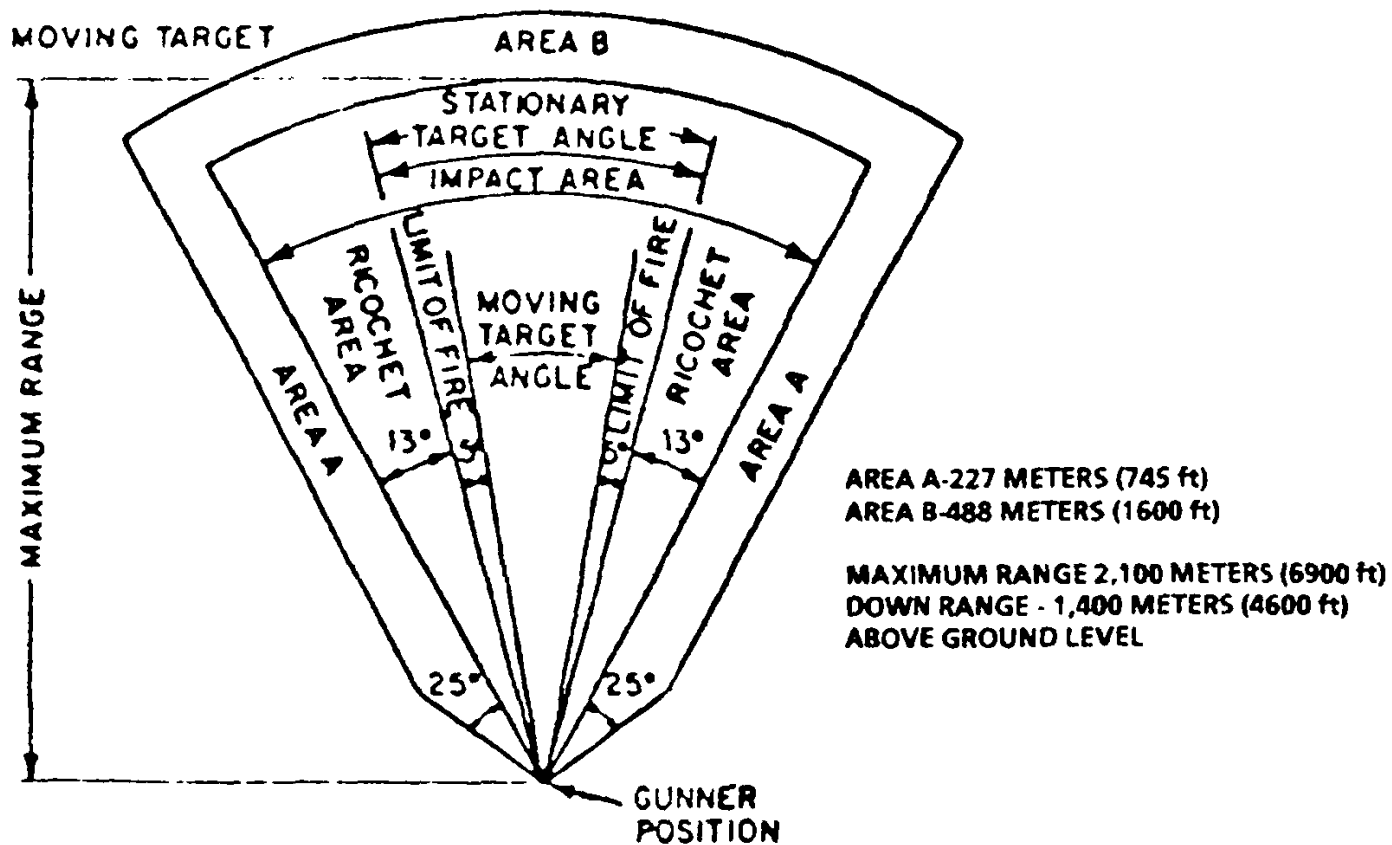 MOVING TARGET
AREA B
STATIONARY
TARGET ANGLE
IMPACT AREA
MAXIMUM RANGE
AREA A
RICOCHET
AREA
LIMIT OF FIRE
MOVING
TARGET
ANGLE
LIMIT OF FIRE
RICOCHET
AREA
AREA A
13°
13°
25°
25°
GUNNER
POSITION
AREA A-227 METERS (745 ft)
AREA B-488 METERS (1600 ft)
MAXIMUM RANGE 2,100 METERS (6900 ft)
DOWN RANGE - 1,400 METERS (4600 ft)
ABOVE GROUND LEVEL